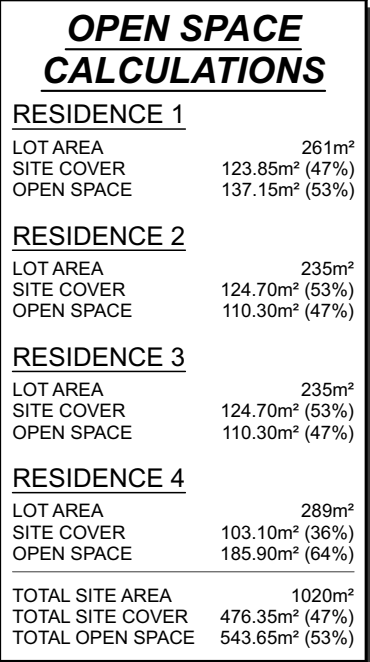 OPEN SPACE
CALCULATIONS
RESIDENCE 1
LOT AREA 261m²
SITE COVER 123.85m² (47%)
OPEN SPACE 137.15m² (53%)
RESIDENCE 2
LOT AREA 235m²
SITE COVER 124.70m² (53%)
OPEN SPACE 110.30m² (47%)
RESIDENCE 3
LOT AREA 235m²
SITE COVER 124.70m² (53%)
OPEN SPACE 110.30m² (47%)
RESIDENCE 4
LOT AREA 289m²
SITE COVER 103.10m² (36%)
OPEN SPACE 185.90m² (64%)
TOTAL SITE AREA 1020m²
TOTAL SITE COVER 476.35m² (47%)
TOTAL OPEN SPACE 543.65m² (53%)